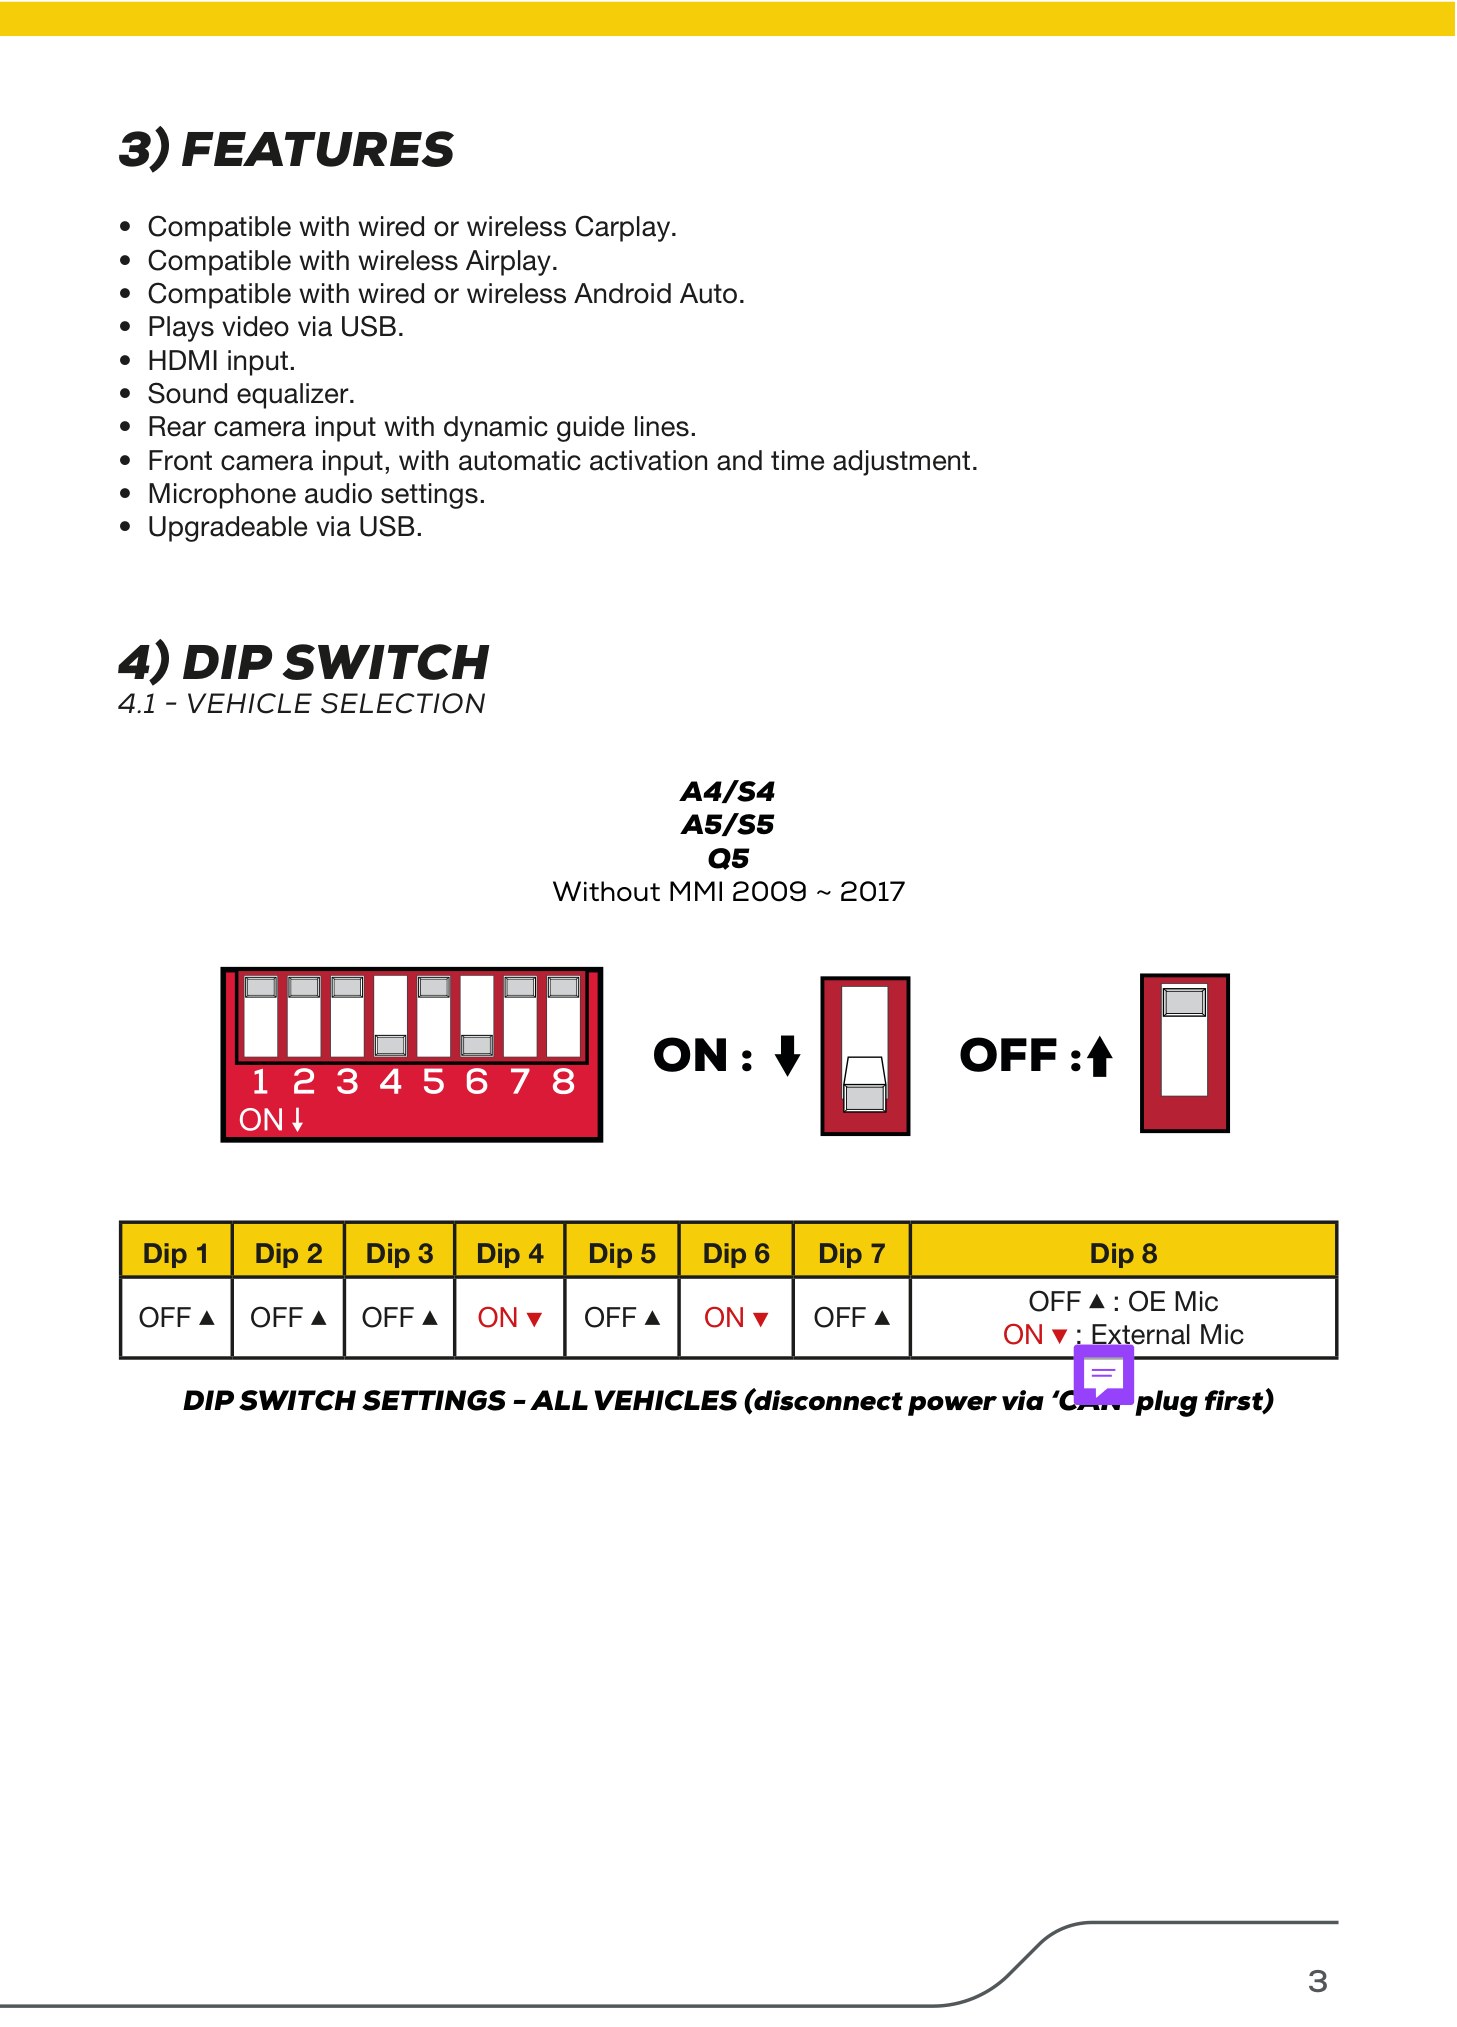 3) FEATURES
• Compatible with wired or wireless Carplay.
• Compatible with wireless Airplay.
• Compatible with wired or wireless Android Auto.
• Plays video via USB.
• HDMI input.
• Sound equalizer.
• Rear camera input with dynamic guide lines.
• Front camera input, with automatic activation and time adjustment.
• Microphone audio settings.
• Upgradeable via USB.
4) DIP SWITCH
4.1 - VEHICLE SELECTION
A4/S4
A5/S5
Q5
Without MMI 2009 ~ 2017
1 2 3 4 5 6 7 8
ON ↓
ON : ⬇ OFF : ⬆
Dip 1 Dip 2 Dip 3 Dip 4 Dip 5 Dip 6 Dip 7 Dip 8
OFF ▲ OFF ▲ OFF ▲ ON ▼ OFF ▲ ON ▼ OFF ▲ OFF ▲ : OE Mic
ON ▼ : External Mic
DIP SWITCH SETTINGS - ALL VEHICLES (disconnect power via ‘CAN’ plug first)
3